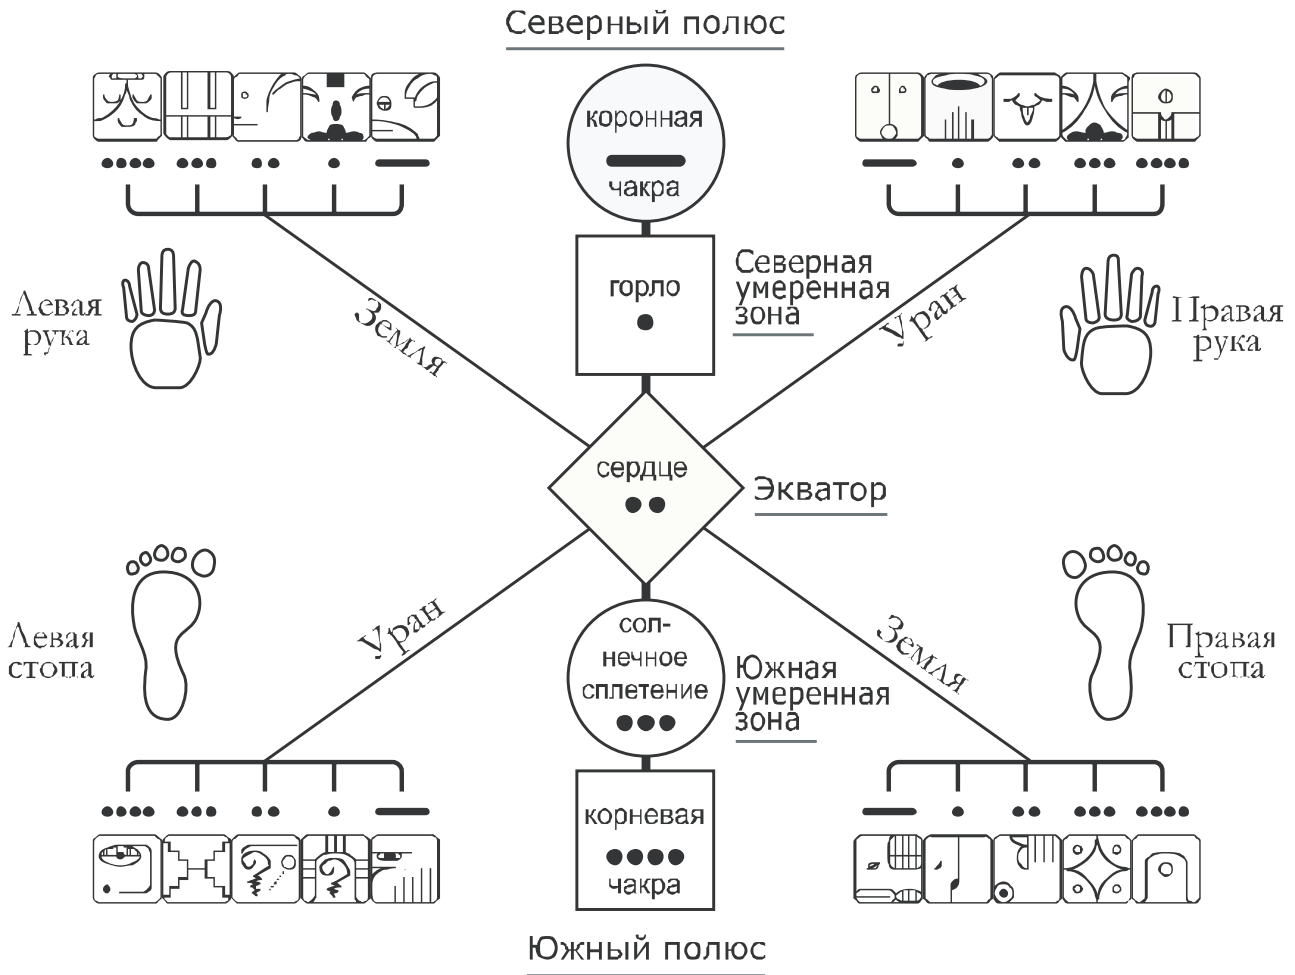 Северный полюс
коронная
чакра
Левая
рука
Земля
горло
Северная
умеренная
зона
Уран
Правая
рука
сердце
Экватор
Левая
стопа
Уран
сол-
нечное
сплетение
Южная
умеренная
зона
Земля
Правая
стопа
корневая
чакра
Южный полюс